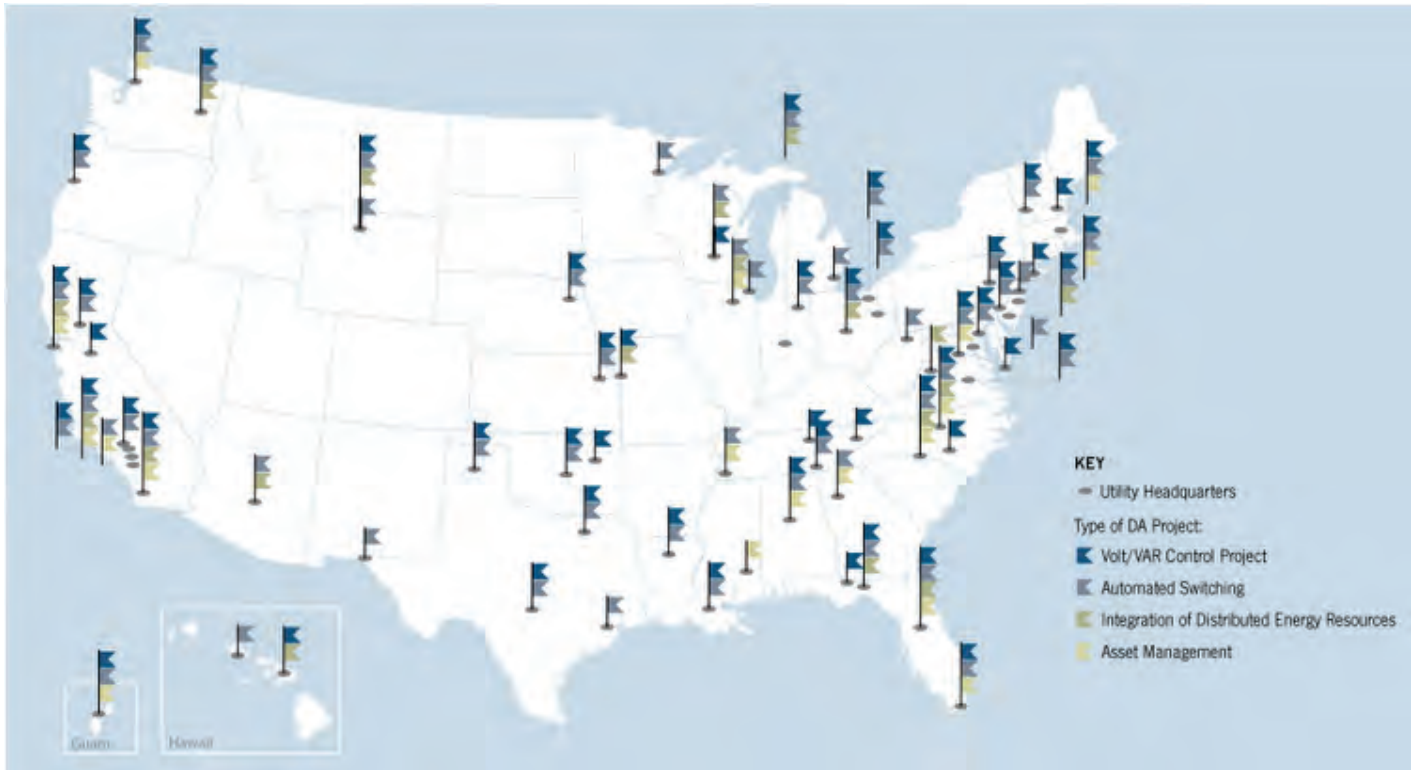 KEY
Utility Headquarters
Type of DA Project:
Volt/VAR Control Project
Automated Switching
Integration of Distributed Energy Resources
Asset Management
Guam
Hawaii